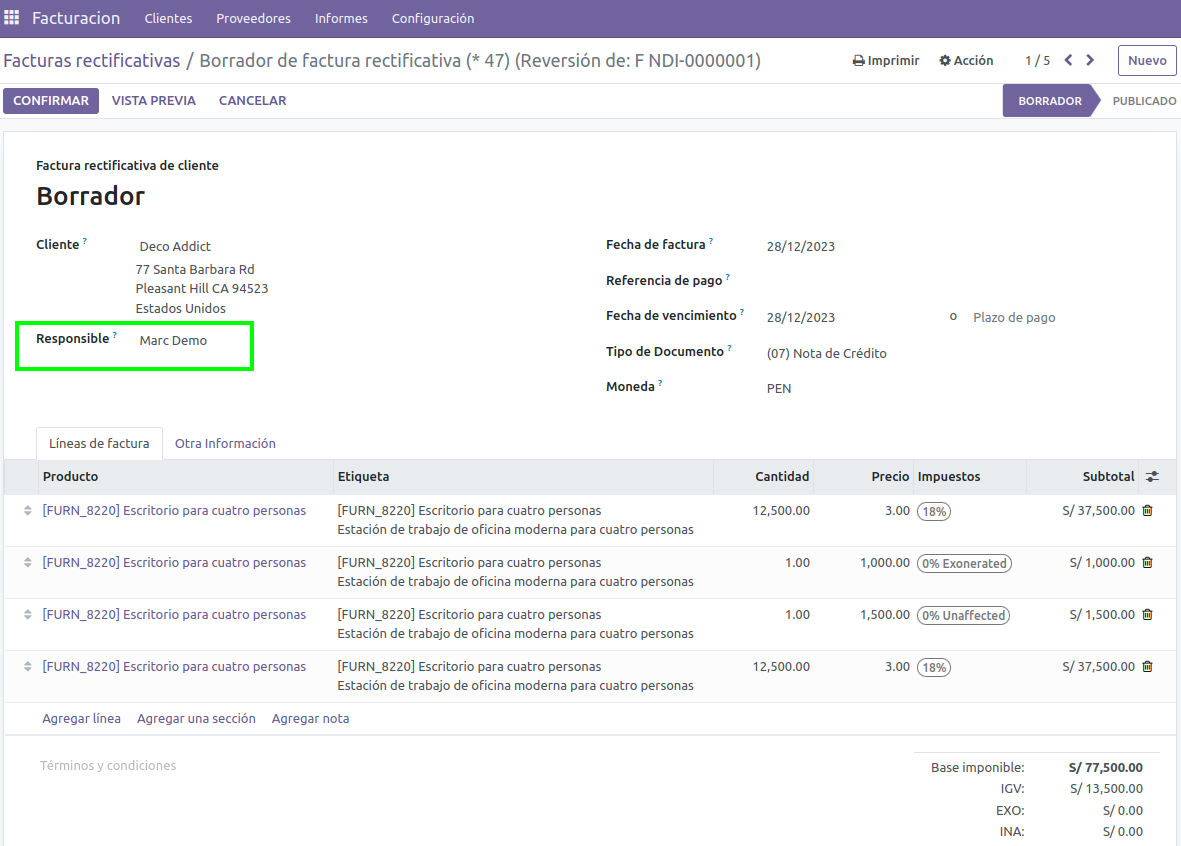 Facturacion Clientes Proveedores Informes Configuración
Facturas rectificativas / Borrador de factura rectificativa (* 47) (Reversión de: F NDI-0000001) Imprimir Acción 1 / 5 Nuevo
CONFIRMAR VISTA PREVIA CANCELAR BORRADOR PUBLICADO
Factura rectificativa de cliente
Borrador
Cliente ? Deco Addict
77 Santa Barbara Rd
Pleasant Hill CA 94523
Estados Unidos
Responsible ? Marc Demo
Fecha de factura ? 28/12/2023
Referencia de pago ?
Fecha de vencimiento ? 28/12/2023 o Plazo de pago
Tipo de Documento ? (07) Nota de Crédito
Moneda ? PEN
Líneas de factura Otra Información
Producto Etiqueta Cantidad Precio Impuestos Subtotal
[FURN_8220] Escritorio para cuatro personas [FURN_8220] Escritorio para cuatro personas 12,500.00 3.00 18% S/ 37,500.00
Estación de trabajo de oficina moderna para cuatro personas
[FURN_8220] Escritorio para cuatro personas [FURN_8220] Escritorio para cuatro personas 1.00 1,000.00 0% Exonerated S/ 1,000.00
Estación de trabajo de oficina moderna para cuatro personas
[FURN_8220] Escritorio para cuatro personas [FURN_8220] Escritorio para cuatro personas 1.00 1,500.00 0% Unaffected S/ 1,500.00
Estación de trabajo de oficina moderna para cuatro personas
[FURN_8220] Escritorio para cuatro personas [FURN_8220] Escritorio para cuatro personas 12,500.00 3.00 18% S/ 37,500.00
Estación de trabajo de oficina moderna para cuatro personas
Agregar línea Agregar una sección Agregar nota
Términos y condiciones
Base imponible: S/ 77,500.00
IGV: S/ 13,500.00
EXO: S/ 0.00
INA: S/ 0.00